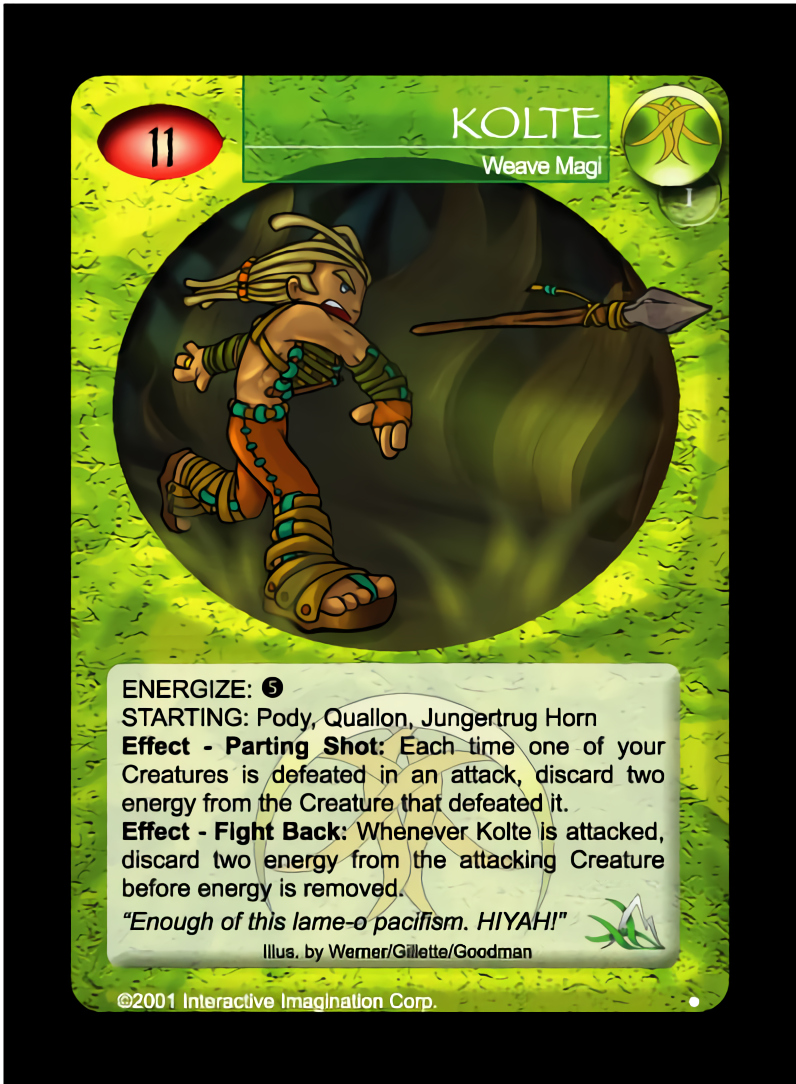 11
KOLTE
Weave Magi
I
ENERGIZE: 5
STARTING: Pody, Quallon, Jungertrug Horn
Effect - Parting Shot: Each time one of your
Creatures is defeated in an attack, discard two
energy from the Creature that defeated it.
Effect - Fight Back: Whenever Kolte is attacked,
discard two energy from the attacking Creature
before energy is removed.
“Enough of this lame-o pacifism. HIYAH!”
Illus. by Werner/Gillette/Goodman
©2001 Interactive Imagination Corp.